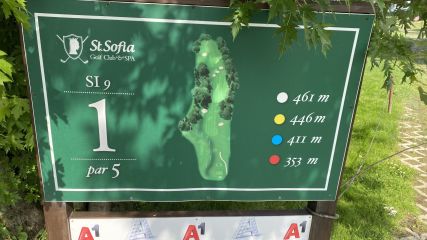 St. Sofia
Golf Club & SPA
SI 9
1
par 5
461 m
446 m
411 m
353 m
A1
A1
A1